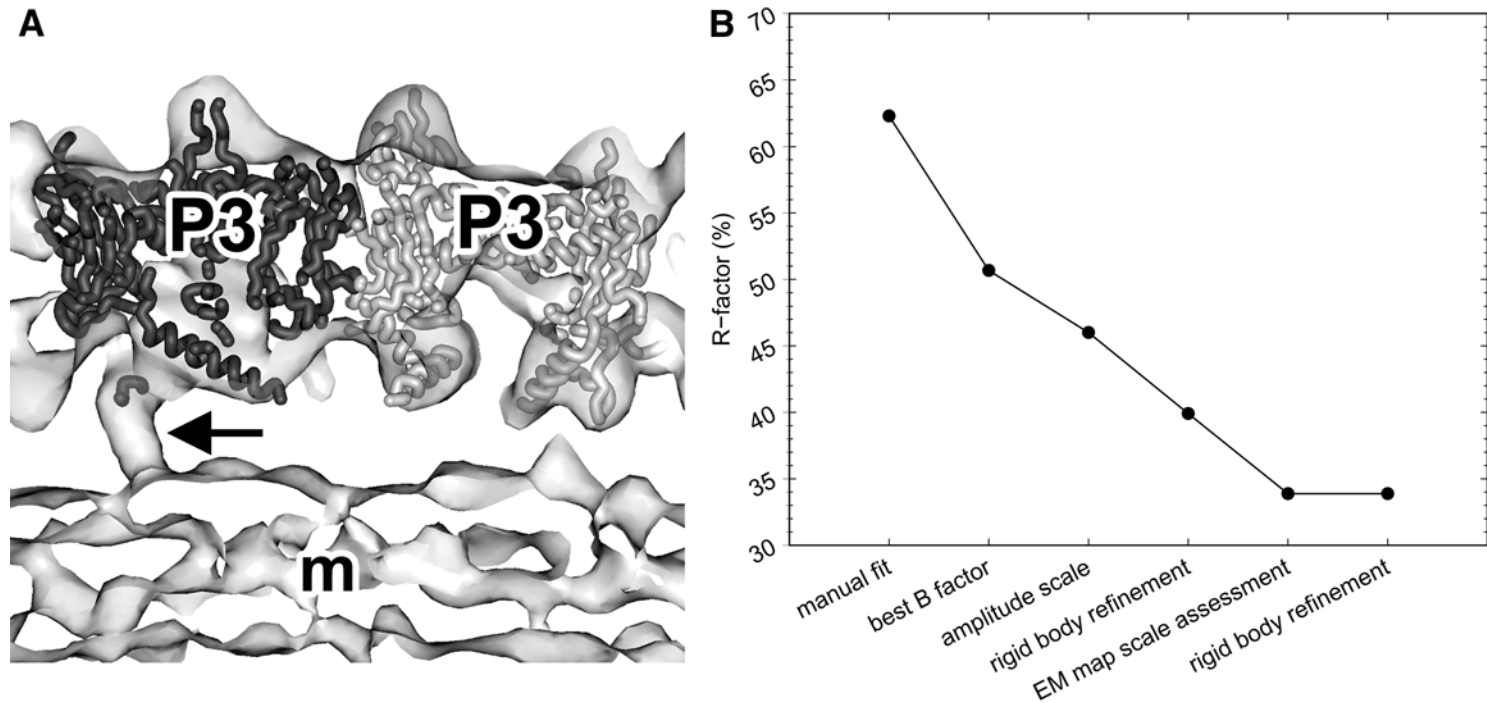 A
P3
P3
m
B
R-factor (%)
70
65
60
55
50
45
40
35
30
manual fit
best B factor
amplitude scale
rigid body refinement
EM map scale assessment
rigid body refinement